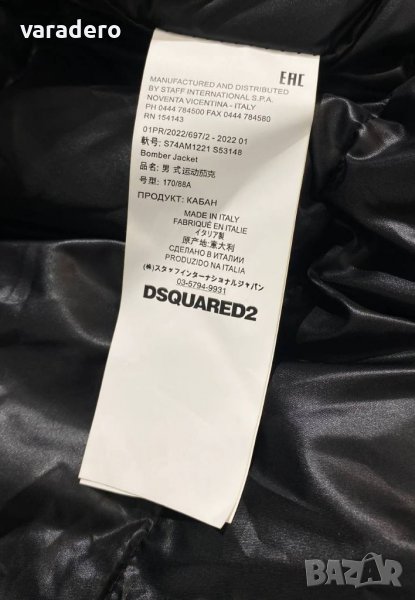 varadero
EAC
MANUFACTURED AND DISTRIBUTED
BY STAFF INTERNATIONAL S.P.A.
NOVENTA VICENTINA - ITALY
PH 0444 784500 FAX 0444 784580
RN 154143
01PR/2022/697/2 - 2022 01
款号: S74AM1221 S53148
Bomber Jacket
品名: 男式运动茄克
号型: 170/88A
ПРОДУКТ: КАБАН
MADE IN ITALY
FABRIQUÉ EN ITALIE
イタリア製
原产地:意大利
СДЕЛАНО В ИТАЛИИ
PRODUZIDO NA ITALIA
(株)スタッフインターナショナルジャパン
03-5794-9931
DSQUARED2
BAZAR.bg